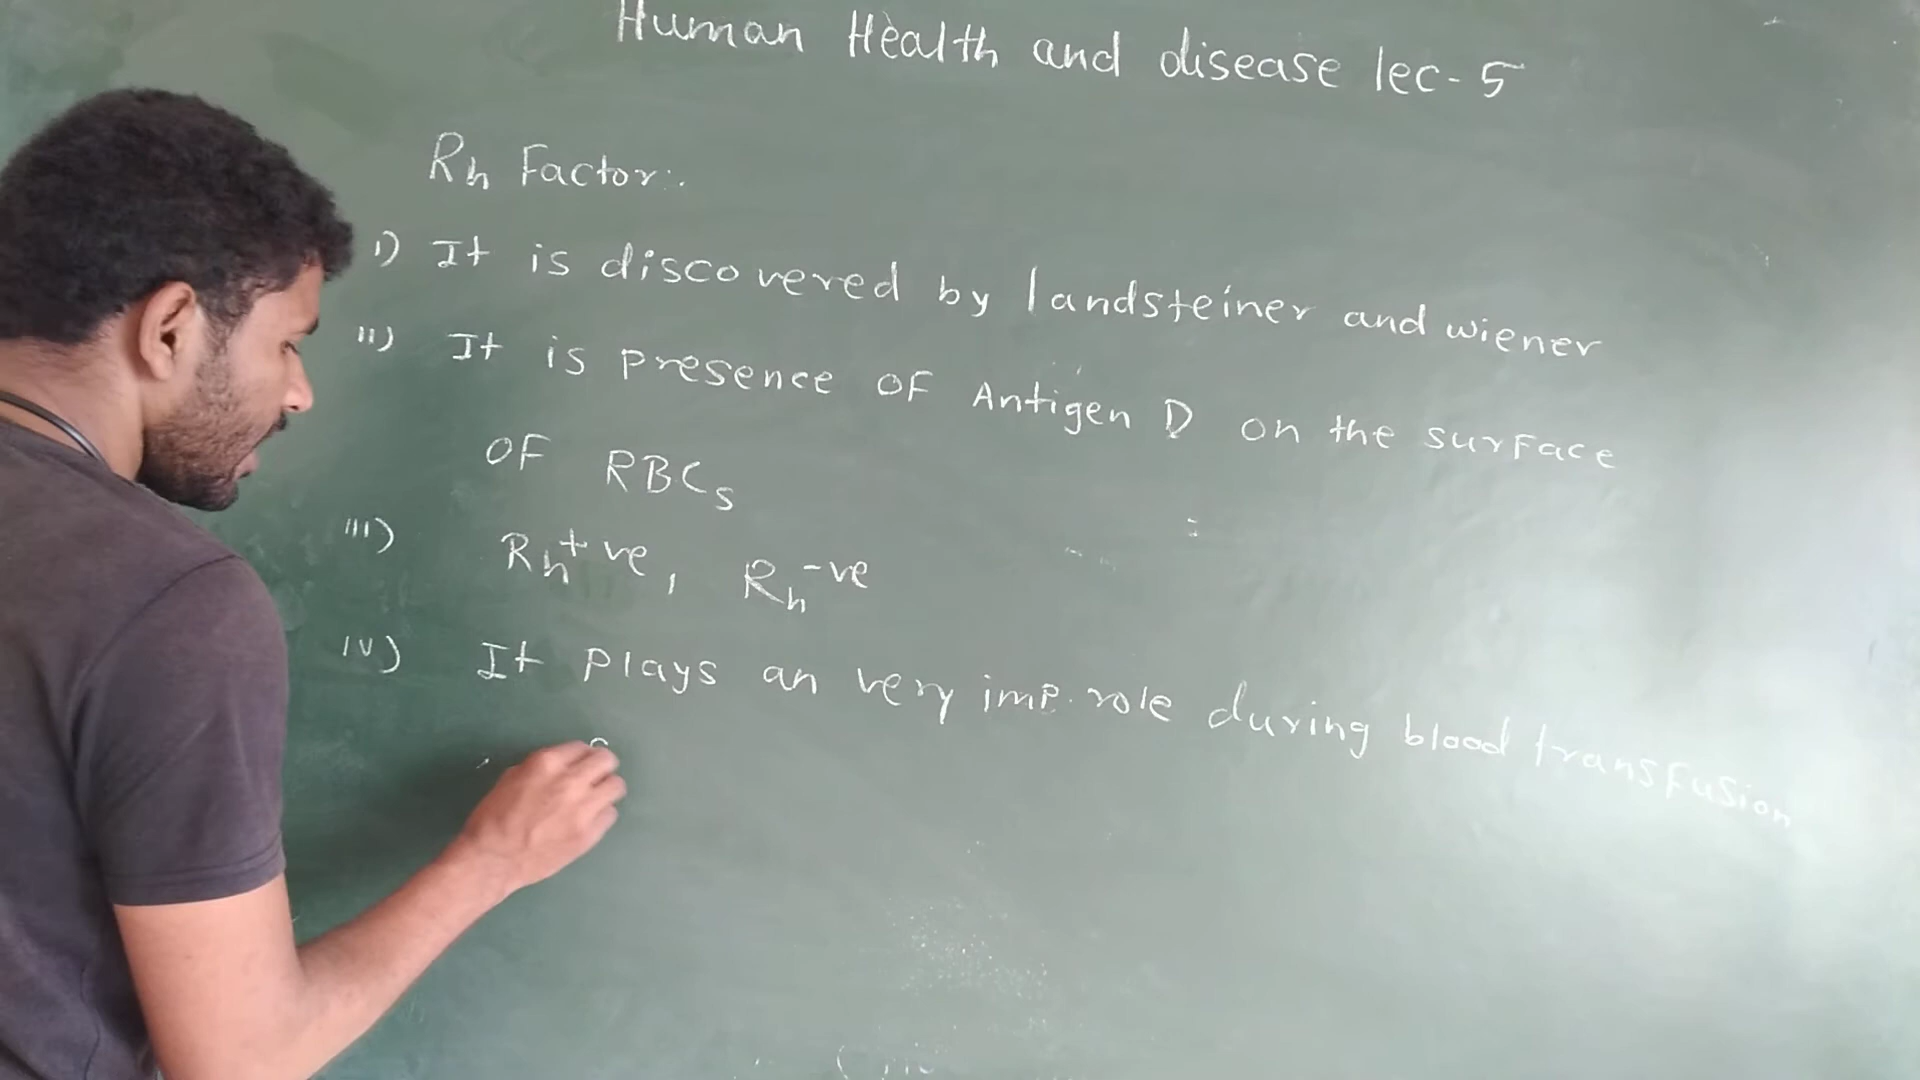 Human Health and disease lec-5
Rh Factor:.
i) It is discovered by landsteiner and wiener
ii) It is presence OF Antigen D on the surface
OF RBCs
iii) Rh+ve, Rh-ve
iv) It plays an very imp. role during blood transfusion